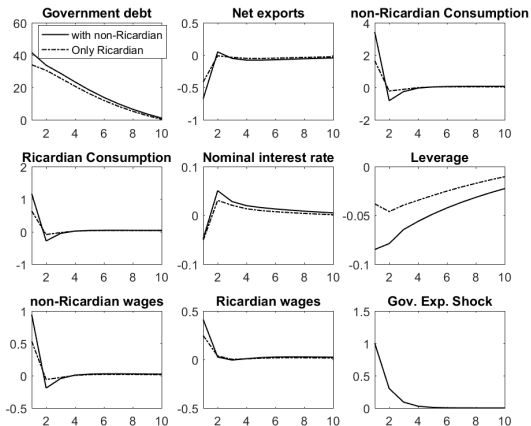 Government debt
Net exports
non-Ricardian Consumption
60
40
20
0
with non-Ricardian
Only Ricardian
2 4 6 8 10
0.5
0
-0.5
-1
2 4 6 8 10
4
2
0
-2
2 4 6 8 10
Ricardian Consumption
Nominal interest rate
Leverage
2
1
0
-1
2 4 6 8 10
0.1
0
-0.1
2 4 6 8 10
0
-0.05
-0.1
2 4 6 8 10
non-Ricardian wages
Ricardian wages
Gov. Exp. Shock
1
0.5
0
-0.5
2 4 6 8 10
0.5
0
-0.5
2 4 6 8 10
1.5
1
0.5
0
2 4 6 8 10